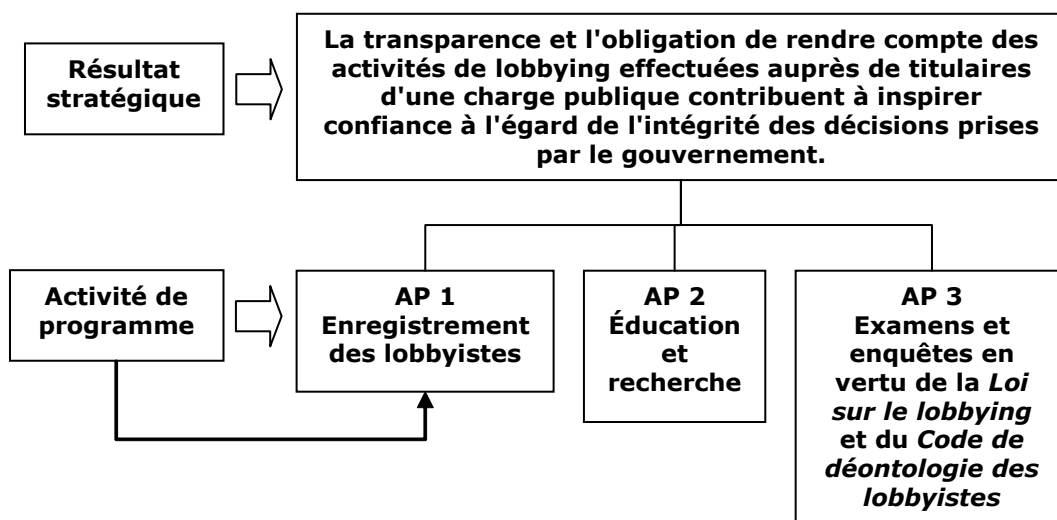 Résultat
stratégique
La transparence et l'obligation de rendre compte des
activités de lobbying effectuées auprès de titulaires
d'une charge publique contribuent à inspirer
confiance à l'égard de l'intégrité des décisions prises
par le gouvernement.
Activité de
programme
AP 1
Enregistrement
des lobbyistes
AP 2
Éducation
et
recherche
AP 3
Examens et
enquêtes en
vertu de la Loi
sur le lobbying
et du Code de
déontologie des
lobbyistes